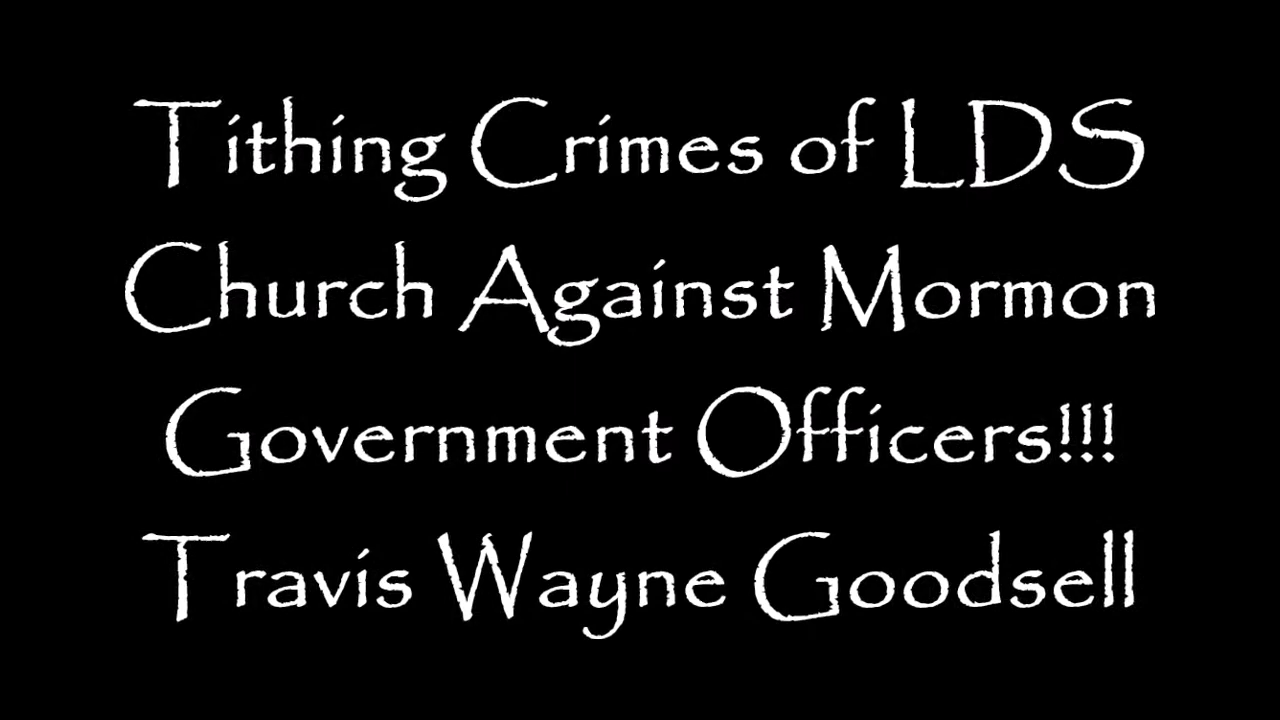 Tithing Crimes of LDS
Church Against Mormon
Government Officers!!!
Travis Wayne Goodsell